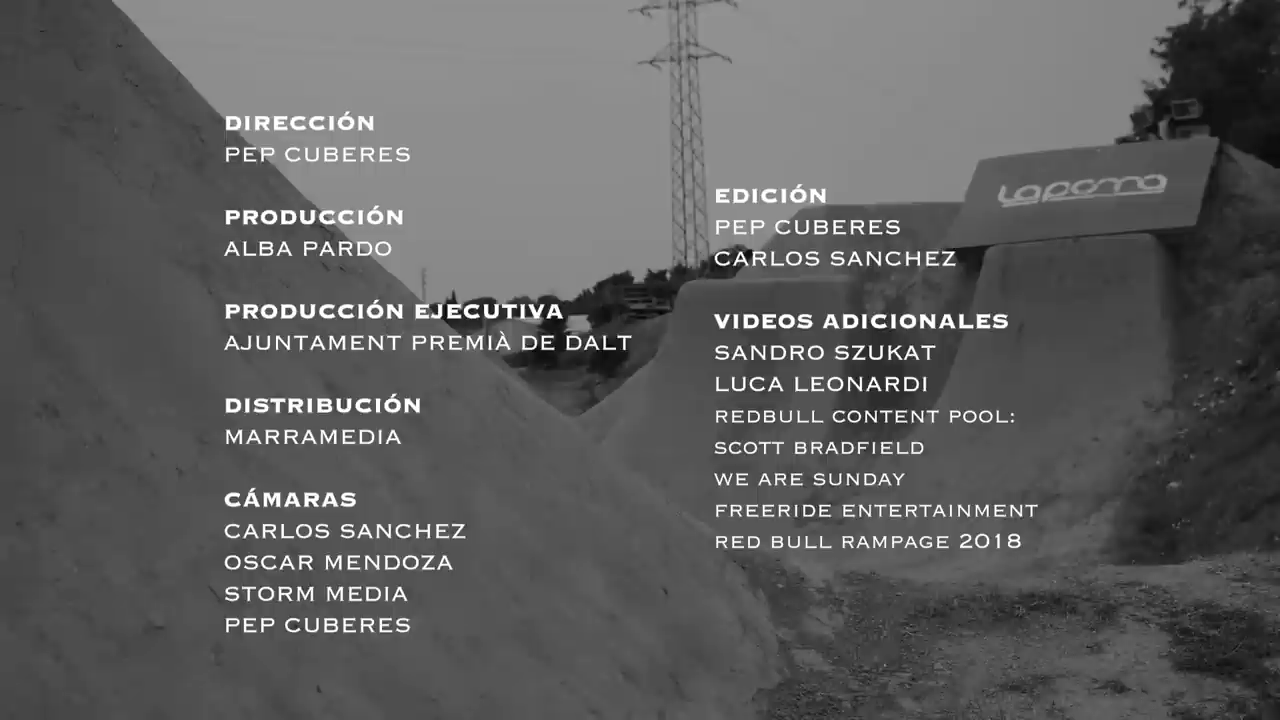 DIRECCIÓN
PEP CUBERES
PRODUCCIÓN
ALBA PARDO
PRODUCCIÓN EJECUTIVA
AJUNTAMENT PREMIÀ DE DALT
DISTRIBUCIÓN
MARRAMEDIA
CÁMARAS
CARLOS SANCHEZ
OSCAR MENDOZA
STORM MEDIA
PEP CUBERES
EDICIÓN
PEP CUBERES
CARLOS SANCHEZ
VIDEOS ADICIONALES
SANDRO SZUKAT
LUCA LEONARDI
REDBULL CONTENT POOL:
SCOTT BRADFIELD
WE ARE SUNDAY
FREERIDE ENTERTAINMENT
RED BULL RAMPAGE 2018
Lapoma